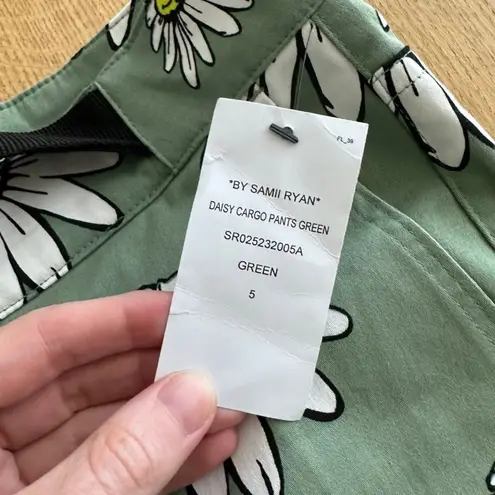 FL_39
*BY SAMII RYAN*
DAISY CARGO PANTS GREEN
SR025232005A
GREEN
5